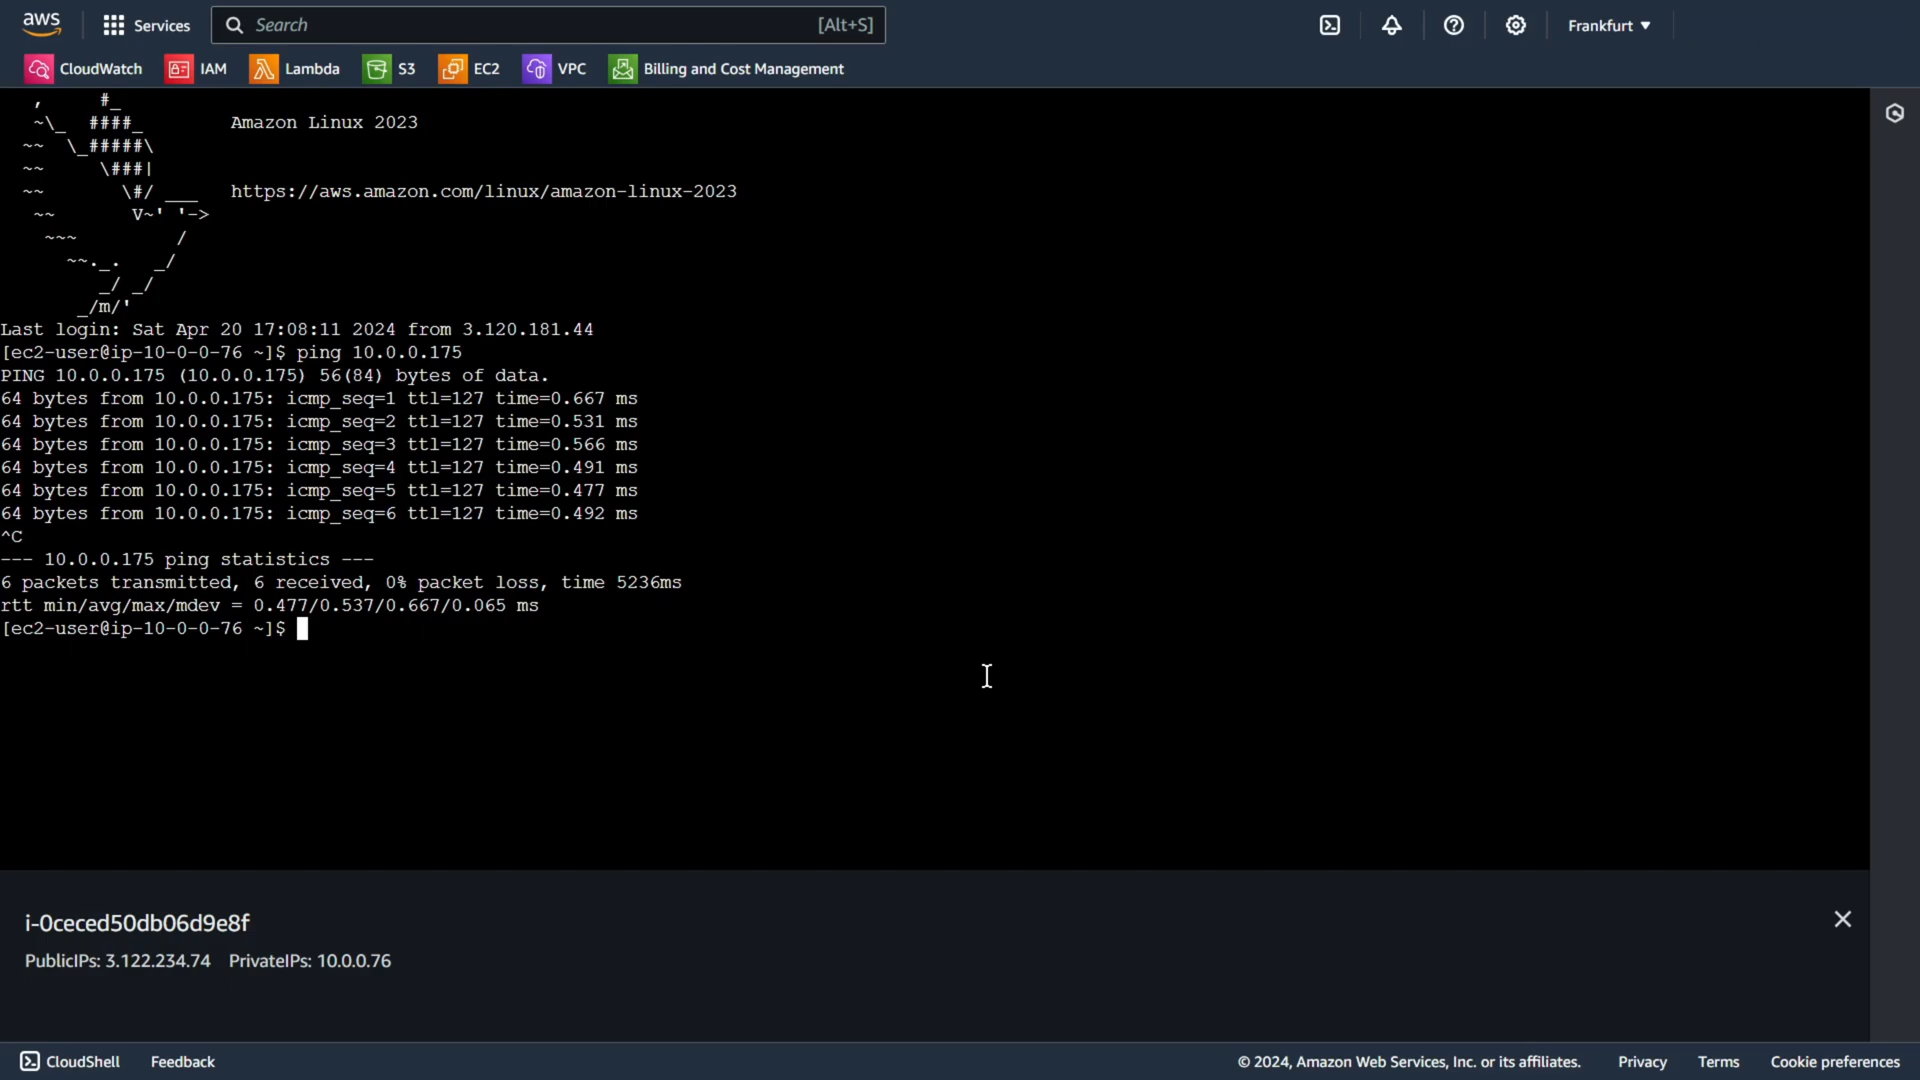 aws Services Search [Alt+S] Frankfurt ▼
CloudWatch IAM Lambda S3 EC2 VPC Billing and Cost Management
   ,     #_
   ~\_  ####_        Amazon Linux 2023
  ~~  \_#####\
  ~~     \###|
  ~~       \#/ ___   https://aws.amazon.com/linux/amazon-linux-2023
   ~~       V~' '->
    ~~~         /
      ~~._.   _/
         _/ _/
       _/m/'
Last login: Sat Apr 20 17:08:11 2024 from 3.120.181.44
[ec2-user@ip-10-0-0-76 ~]$ ping 10.0.0.175
PING 10.0.0.175 (10.0.0.175) 56(84) bytes of data.
64 bytes from 10.0.0.175: icmp_seq=1 ttl=127 time=0.667 ms
64 bytes from 10.0.0.175: icmp_seq=2 ttl=127 time=0.531 ms
64 bytes from 10.0.0.175: icmp_seq=3 ttl=127 time=0.566 ms
64 bytes from 10.0.0.175: icmp_seq=4 ttl=127 time=0.491 ms
64 bytes from 10.0.0.175: icmp_seq=5 ttl=127 time=0.477 ms
64 bytes from 10.0.0.175: icmp_seq=6 ttl=127 time=0.492 ms
^C
--- 10.0.0.175 ping statistics ---
6 packets transmitted, 6 received, 0% packet loss, time 5236ms
rtt min/avg/max/mdev = 0.477/0.537/0.667/0.065 ms
[ec2-user@ip-10-0-0-76 ~]$
i-0ceced50db06d9e8f
PublicIPs: 3.122.234.74 PrivateIPs: 10.0.0.76
CloudShell Feedback © 2024, Amazon Web Services, Inc. or its affiliates. Privacy Terms Cookie preferences